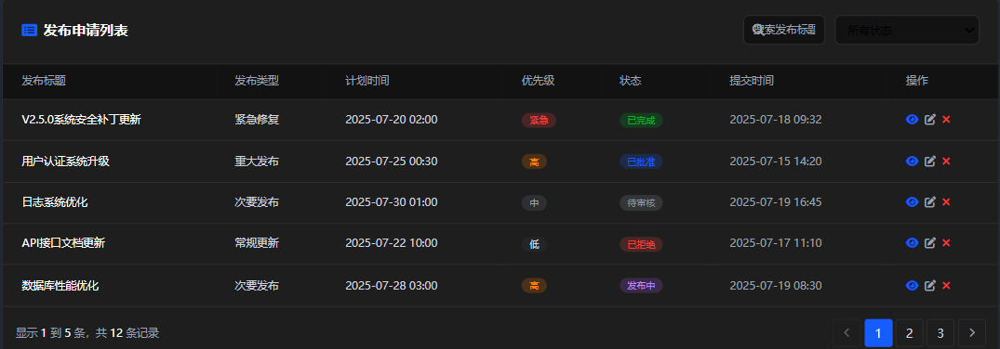 发布申请列表 搜索发布标题 所有状态
发布标题 发布类型 计划时间 优先级 状态 提交时间 操作
V2.5.0系统安全补丁更新 紧急修复 2025-07-20 02:00 紧急 已完成 2025-07-18 09:32
用户认证系统升级 重大发布 2025-07-25 00:30 高 已批准 2025-07-15 14:20
日志系统优化 次要发布 2025-07-30 01:00 中 待审核 2025-07-19 16:45
API接口文档更新 常规更新 2025-07-22 10:00 低 已拒绝 2025-07-17 11:10
数据库性能优化 次要发布 2025-07-28 03:00 高 发布中 2025-07-19 08:30
显示 1 到 5 条，共 12 条记录 1 2 3